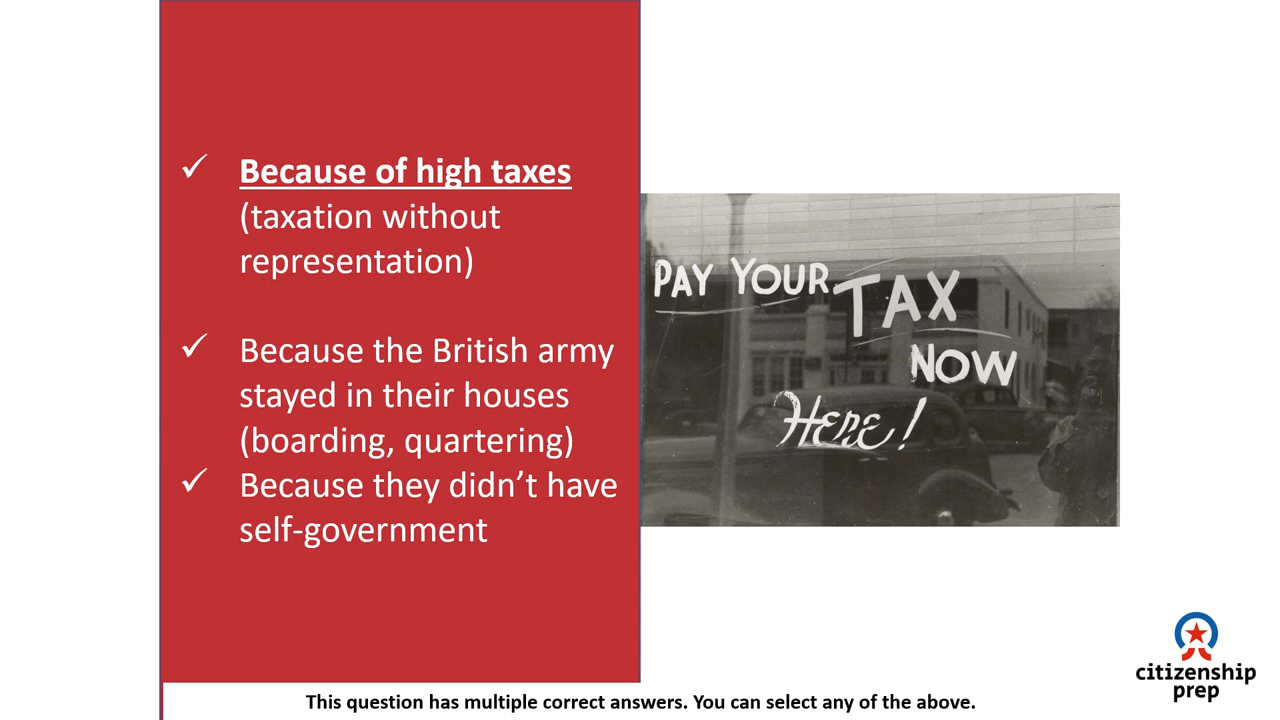 Because of high taxes
(taxation without
representation)
Because the British army
stayed in their houses
(boarding, quartering)
Because they didn’t have
self-government
PAY YOUR TAX
NOW
HERE!
citizenship
prep
This question has multiple correct answers. You can select any of the above.